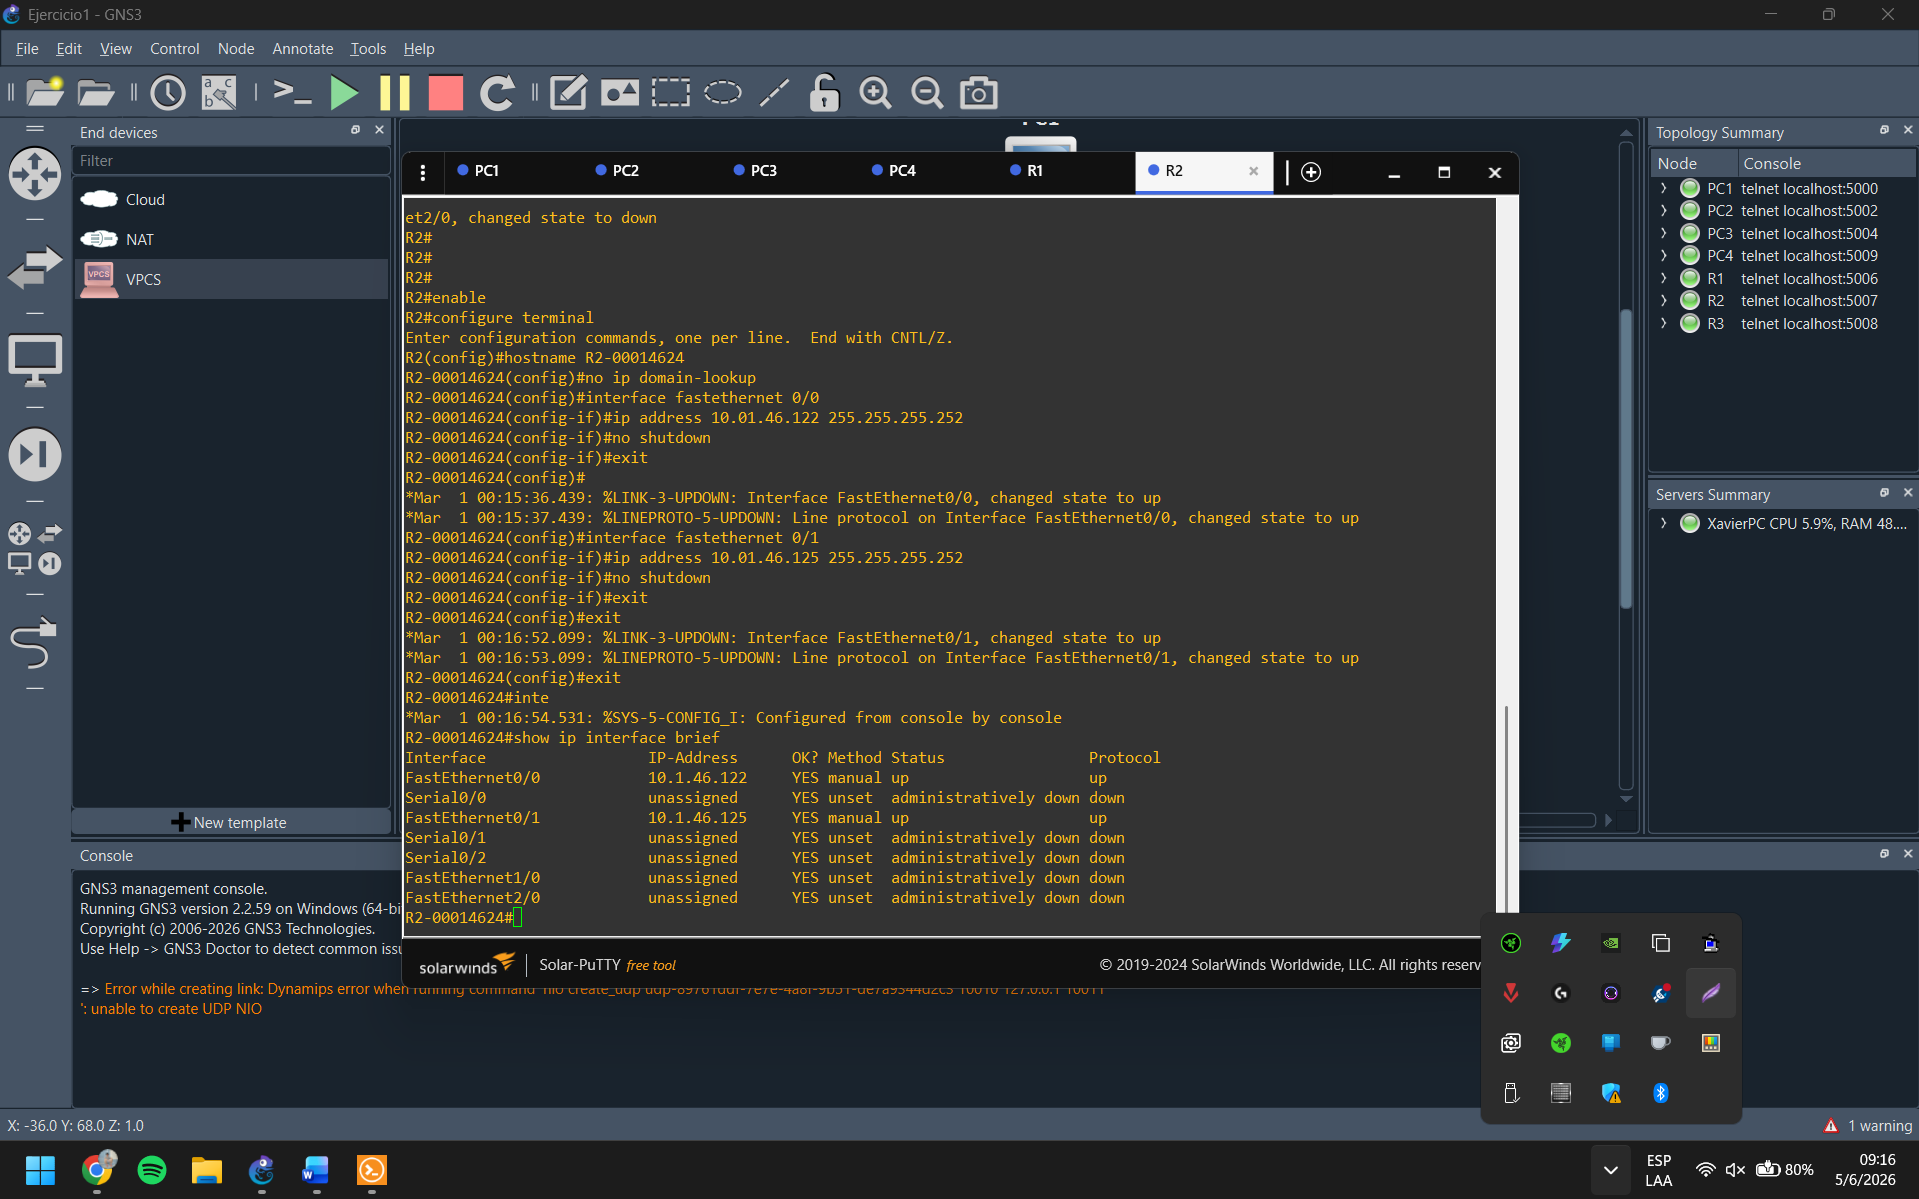 Ejercicio1 - GNS3
File Edit View Control Node Annotate Tools Help
End devices
Filter
Cloud
NAT
VPCS
VPCS
New template
PC1 PC2 PC3 PC4 R1 R2
et2/0, changed state to down
R2#
R2#
R2#
R2#enable
R2#configure terminal
Enter configuration commands, one per line.  End with CNTL/Z.
R2(config)#hostname R2-00014624
R2-00014624(config)#no ip domain-lookup
R2-00014624(config)#interface fastethernet 0/0
R2-00014624(config-if)#ip address 10.01.46.122 255.255.255.252
R2-00014624(config-if)#no shutdown
R2-00014624(config-if)#exit
R2-00014624(config)#
*Mar  1 00:15:36.439: %LINK-3-UPDOWN: Interface FastEthernet0/0, changed state to up
*Mar  1 00:15:37.439: %LINEPROTO-5-UPDOWN: Line protocol on Interface FastEthernet0/0, changed state to up
R2-00014624(config)#interface fastethernet 0/1
R2-00014624(config-if)#ip address 10.01.46.125 255.255.255.252
R2-00014624(config-if)#no shutdown
R2-00014624(config-if)#exit
R2-00014624(config)#exit
*Mar  1 00:16:52.099: %LINK-3-UPDOWN: Interface FastEthernet0/1, changed state to up
*Mar  1 00:16:53.099: %LINEPROTO-5-UPDOWN: Line protocol on Interface FastEthernet0/1, changed state to up
R2-00014624(config)#exit
R2-00014624#inte
*Mar  1 00:16:54.531: %SYS-5-CONFIG_I: Configured from console by console
R2-00014624#show ip interface brief
Interface                  IP-Address      OK? Method Status                Protocol
FastEthernet0/0            10.1.46.122     YES manual up                    up
Serial0/0                  unassigned      YES unset  administratively down down
FastEthernet0/1            10.1.46.125     YES manual up                    up
Serial0/1                  unassigned      YES unset  administratively down down
Serial0/2                  unassigned      YES unset  administratively down down
FastEthernet1/0            unassigned      YES unset  administratively down down
FastEthernet2/0            unassigned      YES unset  administratively down down
R2-00014624#
solarwinds Solar-PuTTY free tool © 2019-2024 SolarWinds Worldwide, LLC. All rights reserv
Topology Summary
Node Console
PC1 telnet localhost:5000
PC2 telnet localhost:5002
PC3 telnet localhost:5004
PC4 telnet localhost:5009
R1 telnet localhost:5006
R2 telnet localhost:5007
R3 telnet localhost:5008
Servers Summary
XavierPC CPU 5.9%, RAM 48....
Console
GNS3 management console.
Running GNS3 version 2.2.59 on Windows (64-bi
Copyright (c) 2006-2026 GNS3 Technologies.
Use Help -> GNS3 Doctor to detect common issu
=> Error while creating link: Dynamips error when running command
': unable to create UDP NIO
X: -36.0 Y: 68.0 Z: 1.0
1 warning
ESP
LAA
80%
09:16
5/6/2026